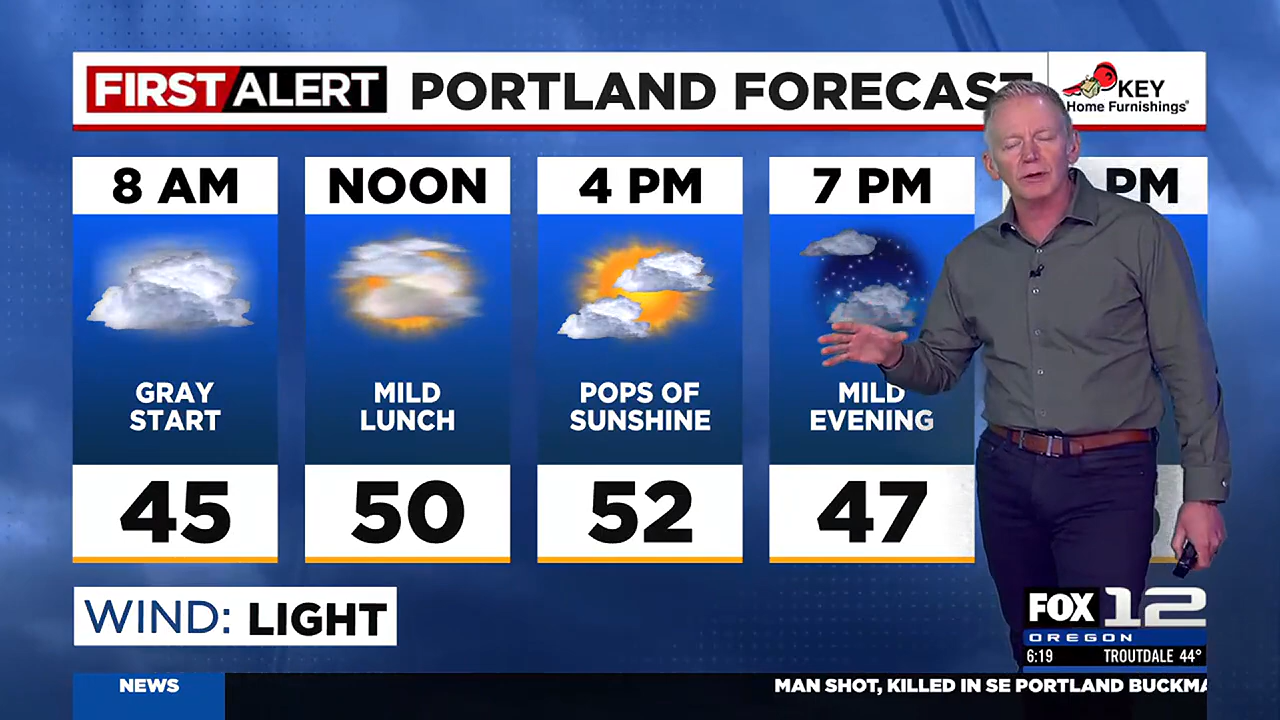 FIRST ALERT PORTLAND FORECAST
KEY
Home Furnishings
8 AM
NOON
4 PM
7 PM
PM
GRAY
START
MILD
LUNCH
POPS OF
SUNSHINE
MILD
EVENING
45
50
52
47
WIND: LIGHT
FOX 12
OREGON
6:19 TROUTDALE 44°
NEWS
MAN SHOT, KILLED IN SE PORTLAND